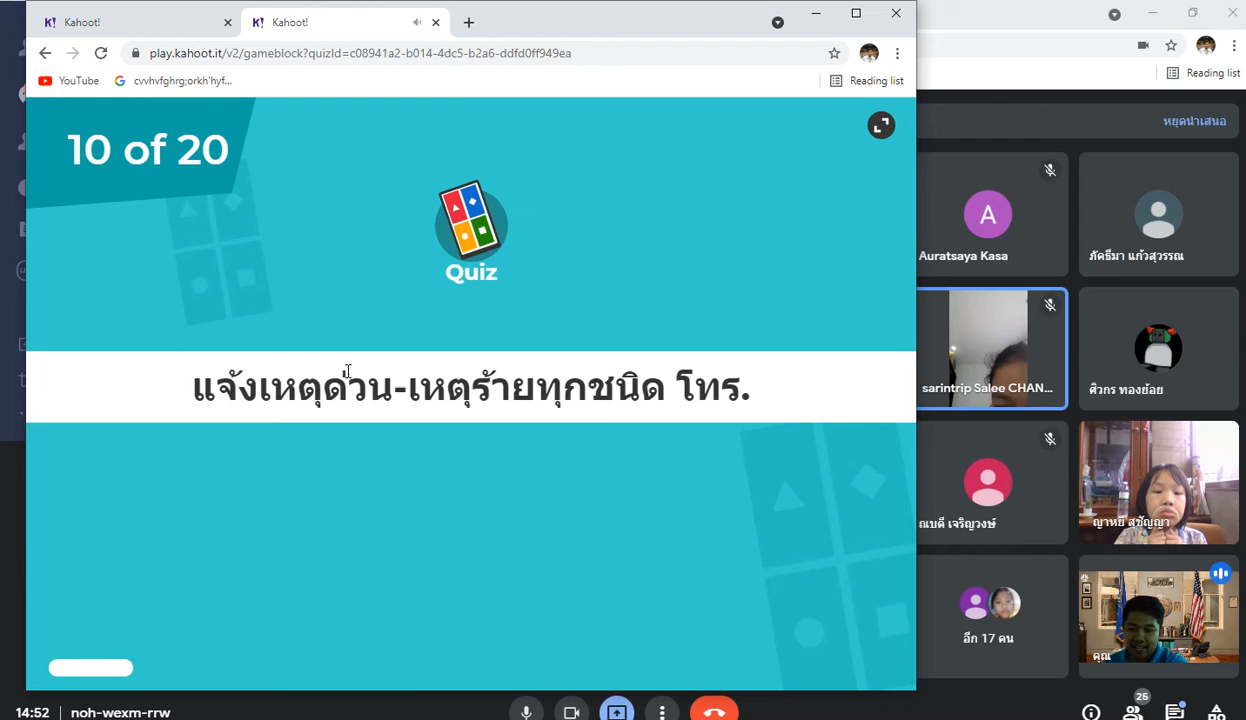 Kahoot!
Kahoot!
play.kahoot.it/v2/gameblock?quizId=c08941a2-b014-4dc5-b2a6-ddfd0ff949ea
YouTube
cvvhvfghrg;orkh'hyf...
Reading list
Reading list
10 of 20
Quiz
แจ้งเหตุด่วน-เหตุร้ายทุกชนิด โทร.
หยุดนำเสนอ
A
Auratsaya Kasa
ภัคธีมา แก้วสุวรรณ
sarintrip Salee CHAN...
ศิวกร ทองย้อย
ณบดี เจริญวงษ์
ญาหยี สุชัญญา
อีก 17 คน
คุณ
14:52
noh-wexm-rrw
25